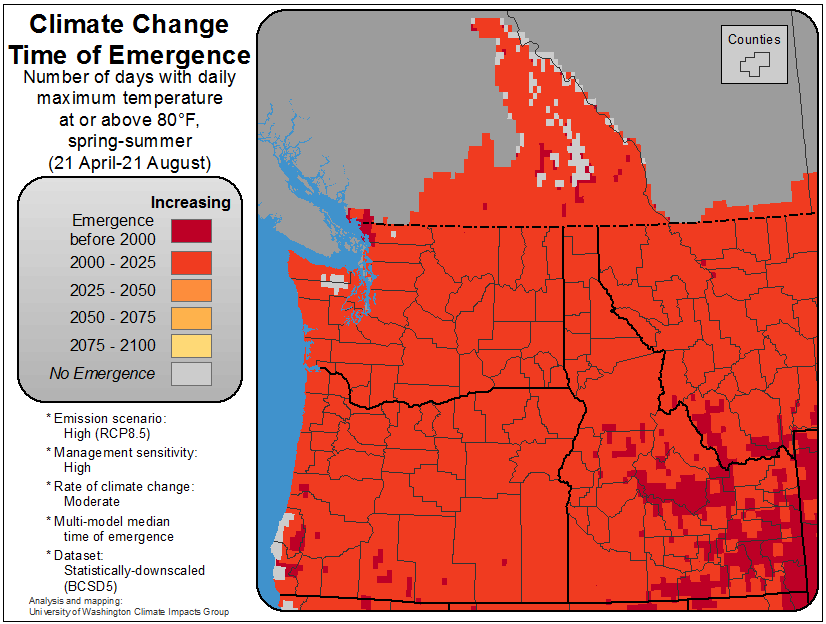 Climate Change
Time of Emergence
Number of days with daily
maximum temperature
at or above 80°F,
spring-summer
(21 April-21 August)
Increasing
Emergence
before 2000
2000 - 2025
2025 - 2050
2050 - 2075
2075 - 2100
No Emergence
* Emission scenario:
High (RCP8.5)
* Management sensitivity:
High
* Rate of climate change:
Moderate
* Multi-model median
time of emergence
* Dataset:
Statistically-downscaled
(BCSD5)
Analysis and mapping:
University of Washington Climate Impacts Group
Counties